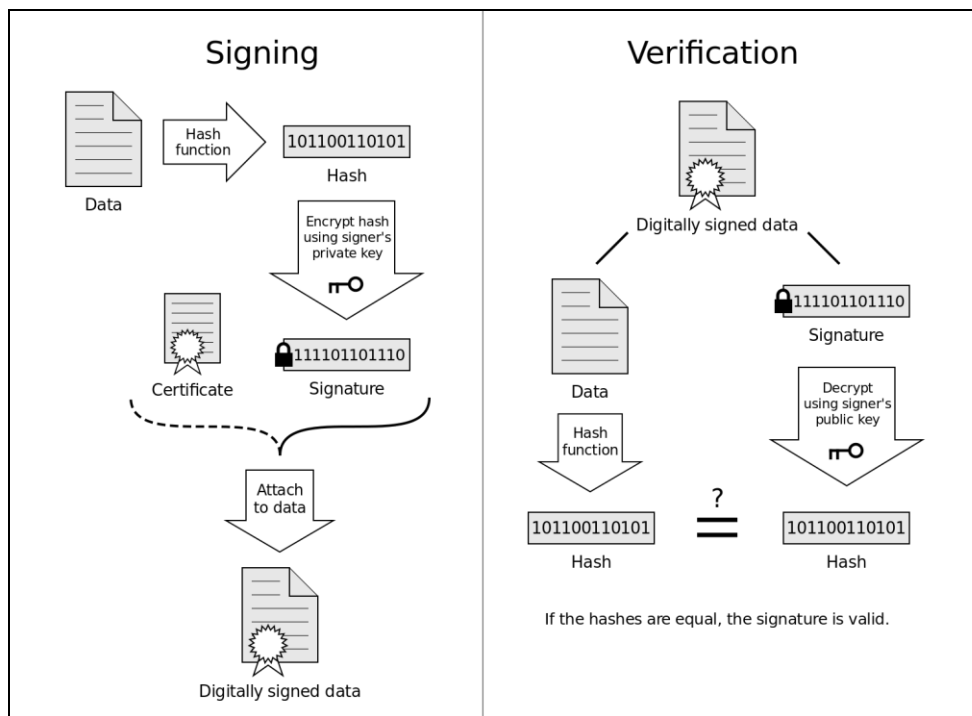 Signing
Data
Hash
function
101100110101
Hash
Encrypt hash
using signer's
private key
Certificate
111101101110
Signature
Attach
to data
Digitally signed data
Verification
Digitally signed data
Data
Hash
function
101100110101
Hash
111101101110
Signature
Decrypt
using signer's
public key
101100110101
Hash
?
=
If the hashes are equal, the signature is valid.